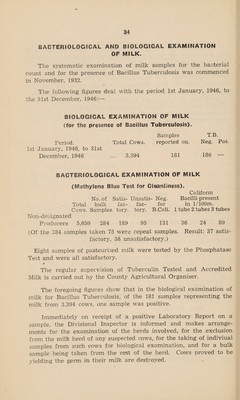 34
BACTERIOLOGICAL AND BIOLOGICAL EXAMINATION
OF MILK.
The systematic examination of milk samples for the bacterial
count and for the presence of Bacillus Tuberculosis was commenced
in November, 1932.
The following figures deal with the period 1st January, 1946, to
the 31st December, 1946:—
BIOLOGICAL EXAMINATION OF MILK
(for the presence of Bacillus Tuberculosis).
Samples T.B.
Period. Total Cows. reported on. Neg. Pos.
1st January, 1946, to 31st
December, 1946 ... 3,394 181 186 —
BACTERIOLOGICAL EXAMINATION OF MILK
(Methylene Blue Test for Cleanliness).
Coliform
No. of Satis- Unsatis- Neg. Bacilli present
Total bulk fac- fac- for in 1/100m.
Cows. Samples tory. tory. B.Coli. 1 tube 2 tubes 3 tubes
Non-designated
Producers 5,850 284 189 95 131 36 24 89
(Of the 284 samples taken 75 were repeat samples. Result: 37 satis-
factory, 38 unsatisfactory.)
Eight samples of pasteurised milk were tested by the Phosphatase
Test and were all satisfactory.
The regular supervision of Tuberculin Tested and Accredited
Milk is carried out by the County Agricultural Organiser.
The foregoing figures show that in the biological examination of
milk for Bacillus Tuberculosis, of the 181 samples representing the
milk from 3,394 cows, one sample was positive.
Immediately on receipt of a positive Laboratory Report on a
sample, the Divisional Inspector is informed and makes arrange-
ments for the examination of the herds involved, for the exclusion
from the milk herd of any suspected cows, for the taking of indiviual
samples from such cows for biological examination, and for a bulk
sample being taken from the rest of the herd. Cows proved to be
yielding the germ in their milk are destroyed.